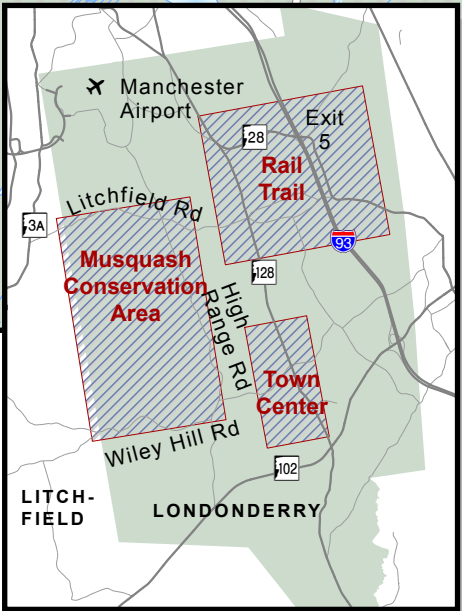 Manchester
Airport
Exit
5
28
Rail
Trail
Litchfield Rd
3A
93
Musquash
Conservation
Area
128
High
Range Rd
Town
Center
Wiley Hill Rd
102
LITCH-
FIELD
LONDONDERRY